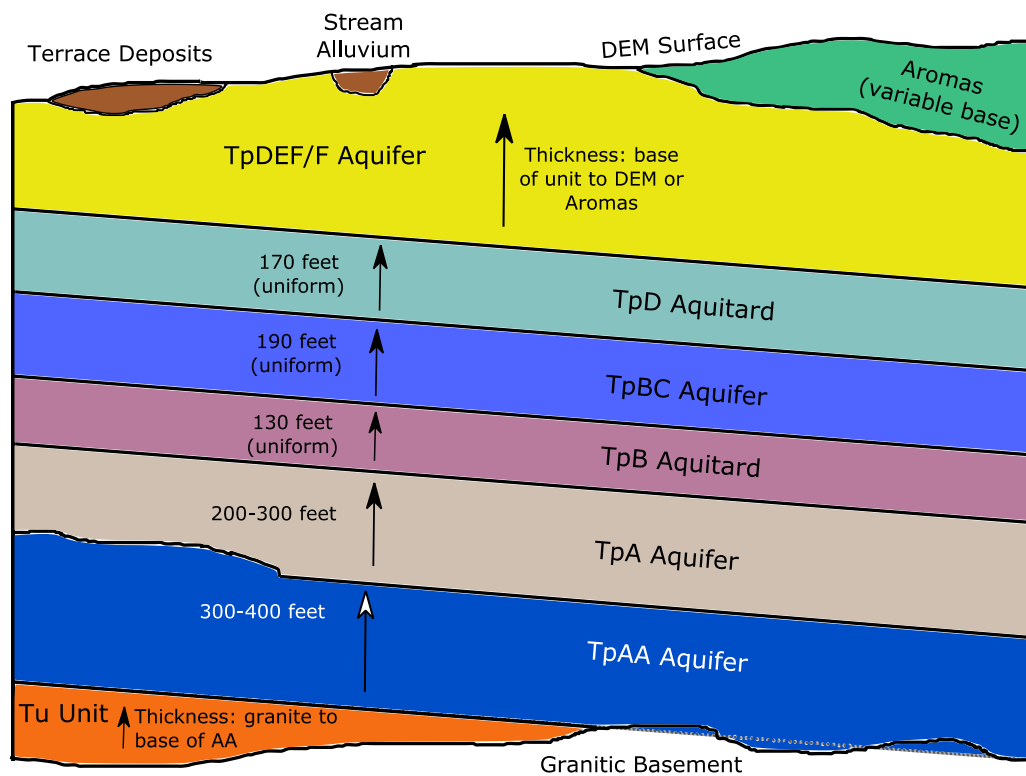 Terrace Deposits
Stream
Alluvium
DEM Surface
Aromas
(variable base)
TpDEF/F Aquifer
Thickness: base
of unit to DEM or
Aromas
170 feet
(uniform)
TpD Aquitard
190 feet
(uniform)
TpBC Aquifer
130 feet
(uniform)
TpB Aquitard
200-300 feet
TpA Aquifer
300-400 feet
TpAA Aquifer
Tu Unit
Thickness: granite to
base of AA
Granitic Basement